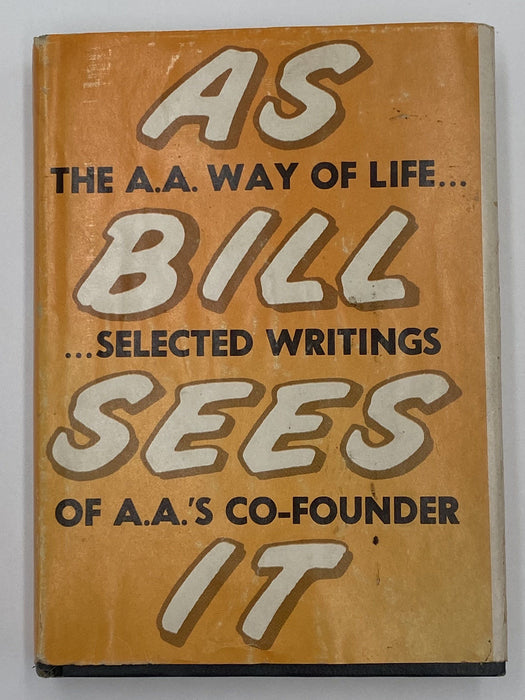 AS
THE A.A. WAY OF LIFE...
BILL
...SELECTED WRITINGS
SEES
OF A.A.'S CO-FOUNDER
IT